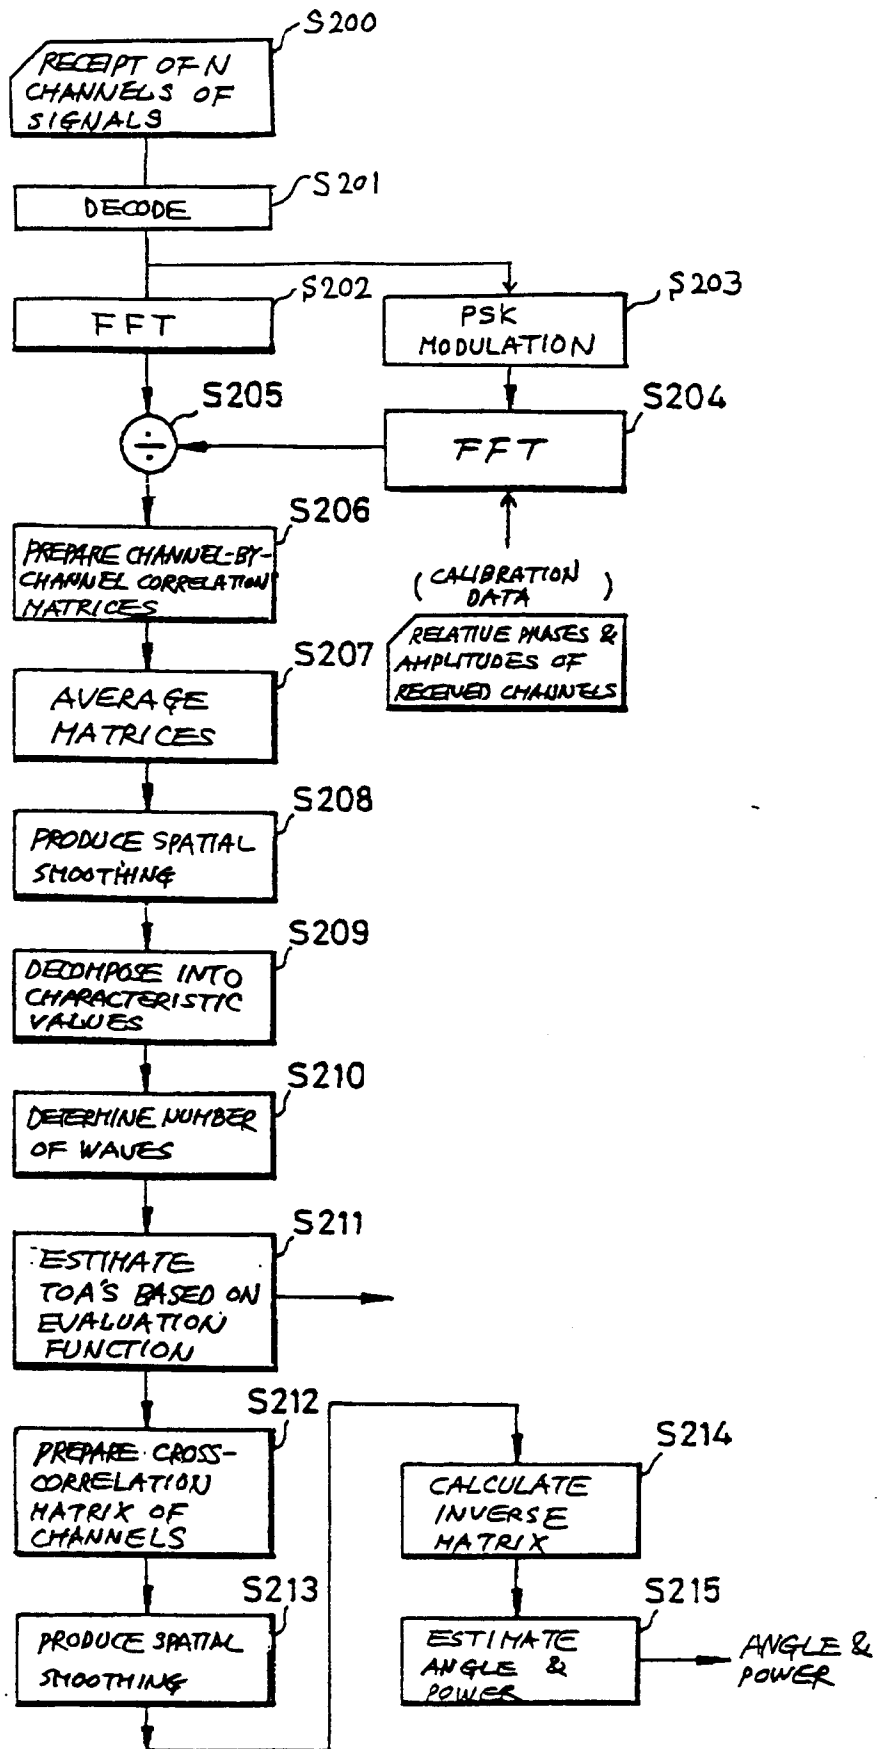 S200
RECEIPT OF N
CHANNELS OF
SIGNALS
S201
DECODE
S202
FFT
S203
PSK
MODULATION
S205
÷
S204
FFT
(CALIBRATION
DATA)
RELATIVE PHASES &
AMPLITUDES OF
RECEIVED CHANNELS
S206
PREPARE CHANNEL-BY-
CHANNEL CORRELATION
MATRICES
S207
AVERAGE
MATRICES
S208
PRODUCE SPATIAL
SMOOTHING
S209
DECOMPOSE INTO
CHARACTERISTIC
VALUES
S210
DETERMINE NUMBER
OF WAVES
S211
ESTIMATE
TOA'S BASED ON
EVALUATION
FUNCTION
S212
PREPARE CROSS-
CORRELATION
MATRIX OF
CHANNELS
S213
PRODUCE SPATIAL
SMOOTHING
S214
CALCULATE
INVERSE
MATRIX
S215
ESTIMATE
ANGLE &
POWER
ANGLE &
POWER